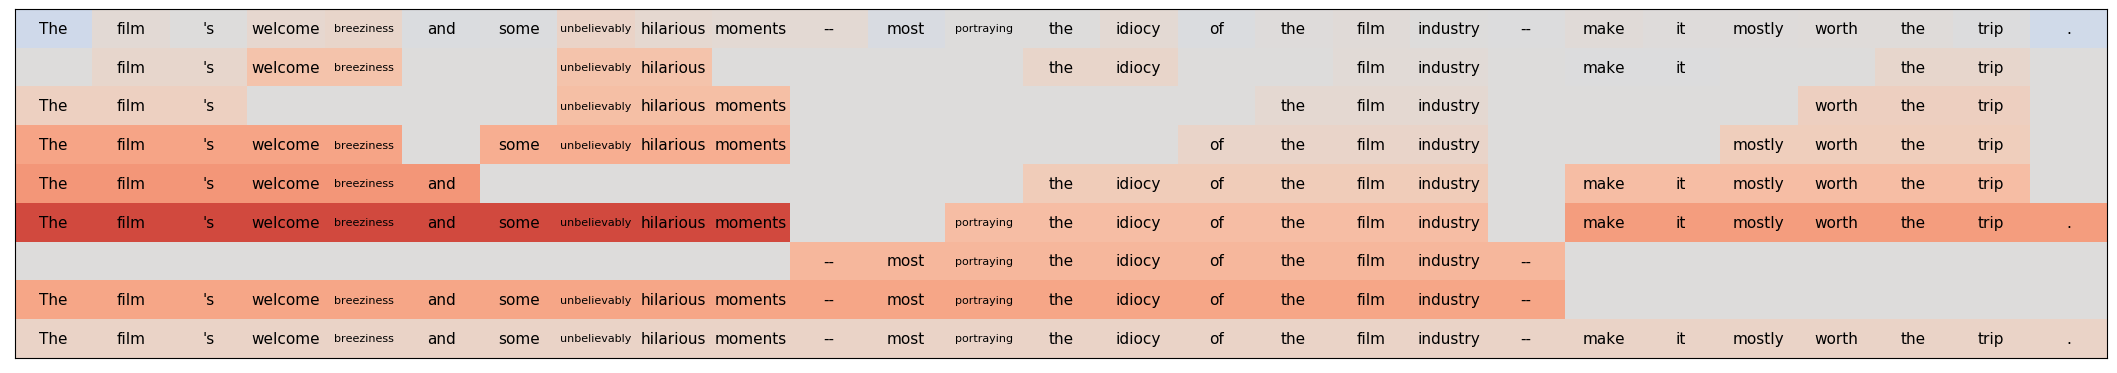 The film 's welcome breeziness and some unbelievably hilarious moments -- most portraying the idiocy of the film industry -- make it mostly worth the trip .
film 's welcome breeziness unbelievably hilarious the idiocy film industry make it the trip
The film 's unbelievably hilarious moments the film industry worth the trip
The film 's welcome breeziness some unbelievably hilarious moments of the film industry mostly worth the trip
The film 's welcome breeziness and the idiocy of the film industry make it mostly worth the trip
The film 's welcome breeziness and some unbelievably hilarious moments portraying the idiocy of the film industry make it mostly worth the trip .
-- most portraying the idiocy of the film industry --
The film 's welcome breeziness and some unbelievably hilarious moments -- most portraying the idiocy of the film industry --
The film 's welcome breeziness and some unbelievably hilarious moments -- most portraying the idiocy of the film industry -- make it mostly worth the trip .